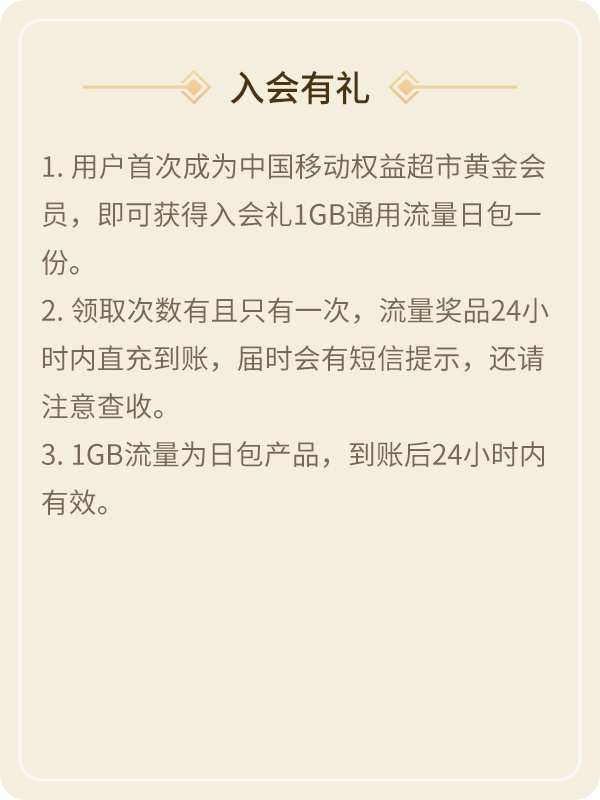 入会有礼
1. 用户首次成为中国移动权益超市黄金会
员，即可获得入会礼1GB通用流量日包一
份。
2. 领取次数有且只有一次，流量奖品24小
时内直充到账，届时会有短信提示，还请
注意查收。
3. 1GB流量为日包产品，到账后24小时内
有效。